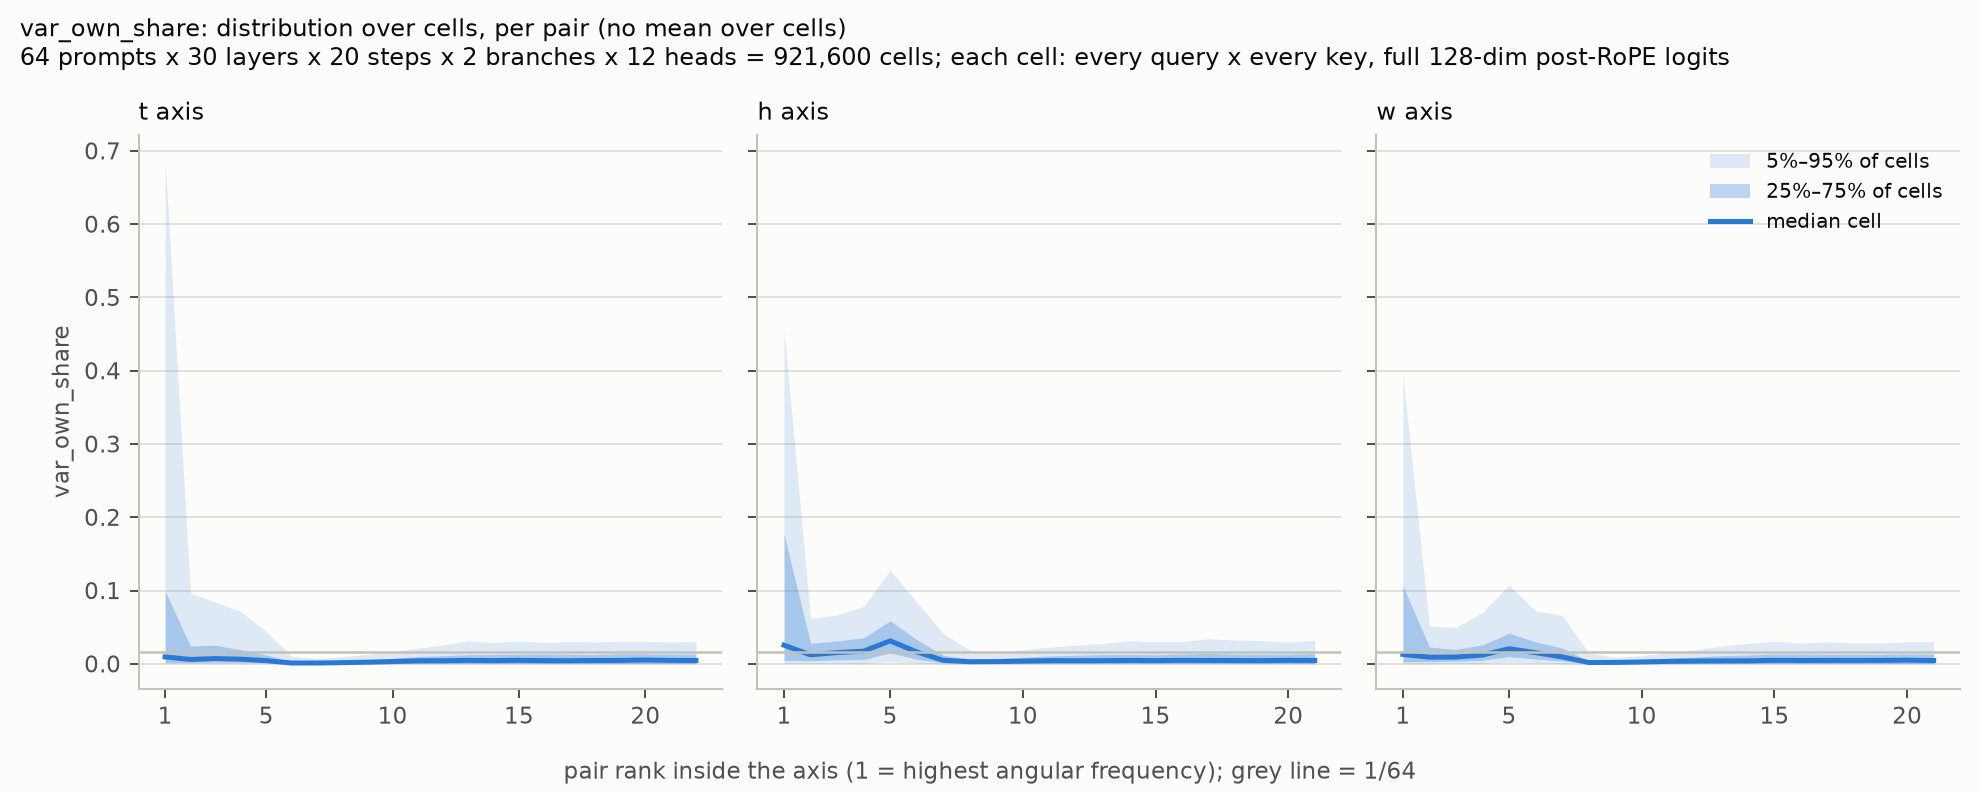 var_own_share: distribution over cells, per pair (no mean over cells)
64 prompts x 30 layers x 20 steps x 2 branches x 12 heads = 921,600 cells; each cell: every query x every key, full 128-dim post-RoPE logits
t axis
h axis
w axis
0.7
0.6
0.5
0.4
0.3
0.2
0.1
0.0
var_own_share
5%–95% of cells
25%–75% of cells
median cell
1 5 10 15 20
1 5 10 15 20
1 5 10 15 20
pair rank inside the axis (1 = highest angular frequency); grey line = 1/64